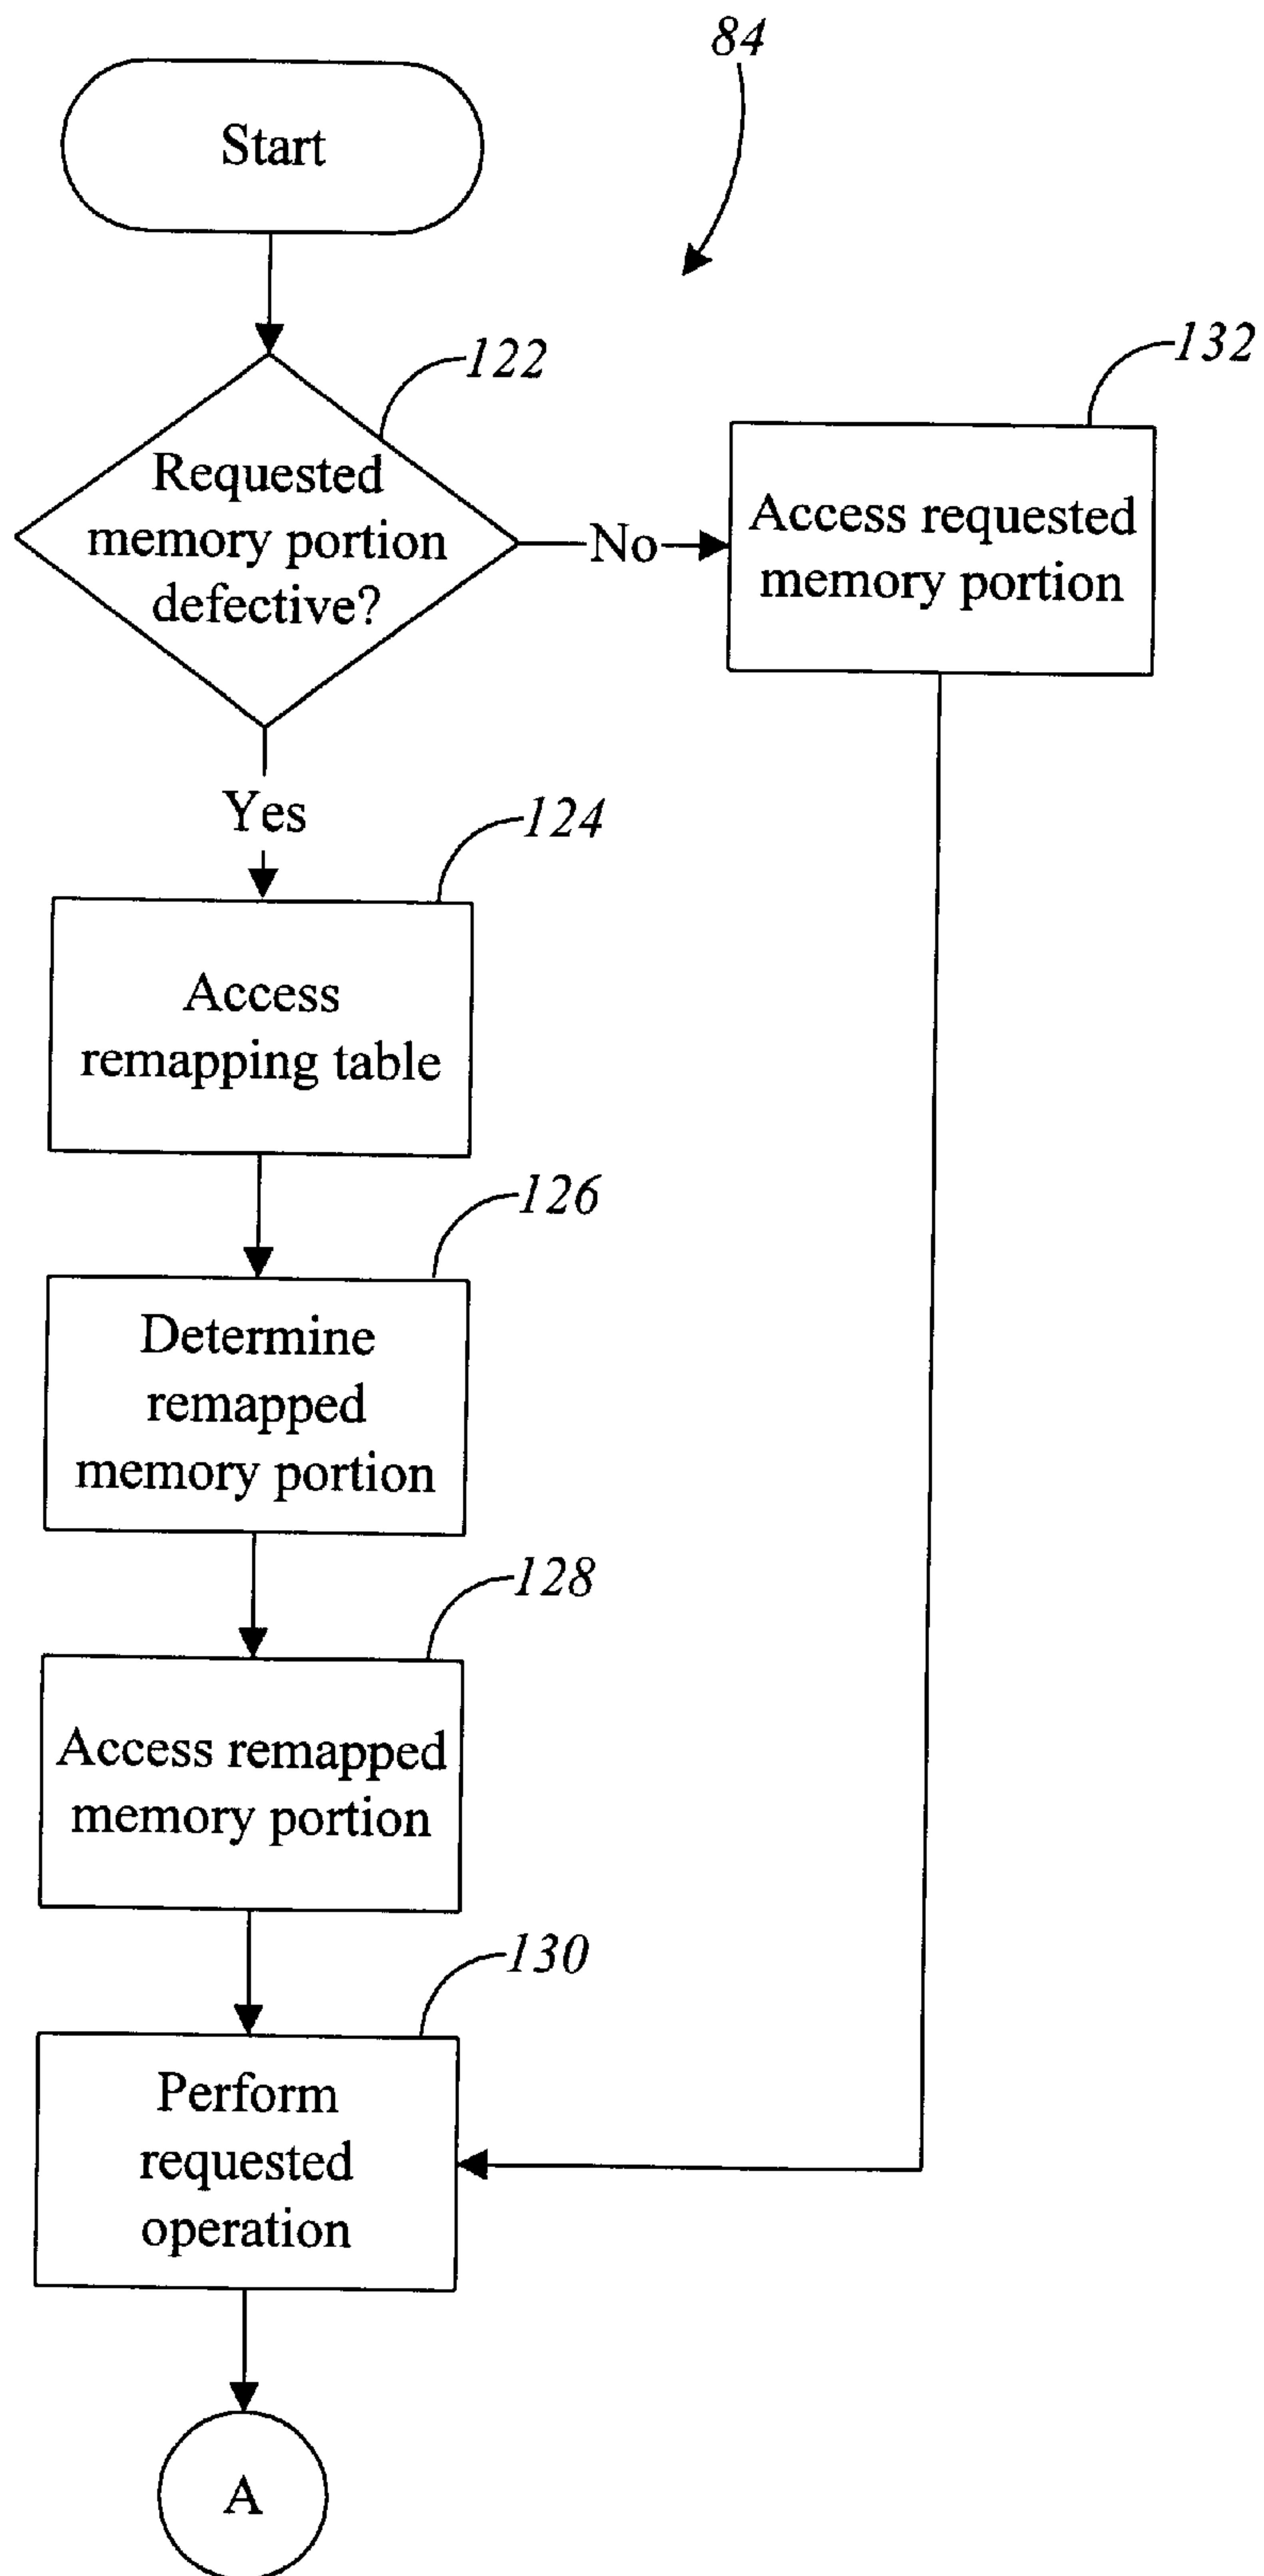 84
Start
122
Requested
memory portion
defective?
No
132
Access requested
memory portion
Yes
124
Access
remapping table
126
Determine
remapped
memory portion
128
Access remapped
memory portion
130
Perform
requested
operation
A